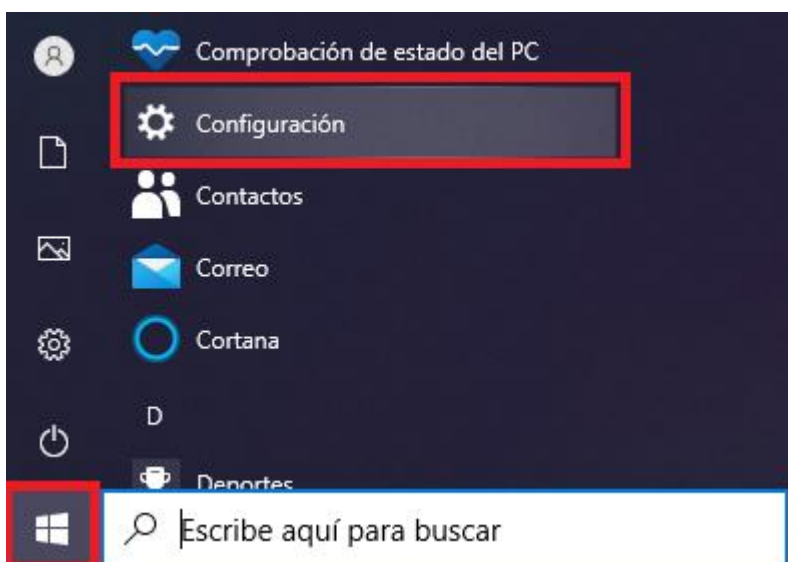 Comprobación de estado del PC
Configuración
Contactos
Correo
Cortana
D
Deportes
Escribe aquí para buscar